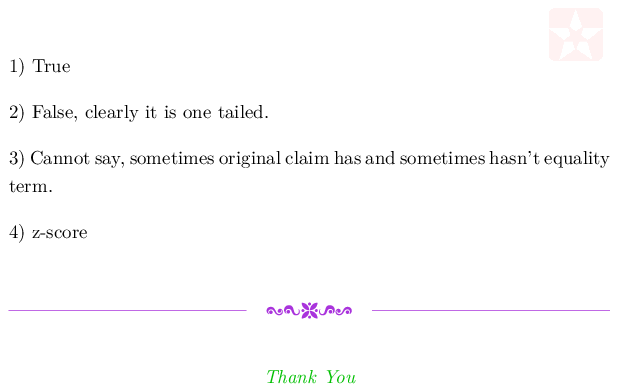 1) True
2) False, clearly it is one tailed.
3) Cannot say, sometimes original claim has and sometimes hasn't equality
term.
4) z-score
Thank You